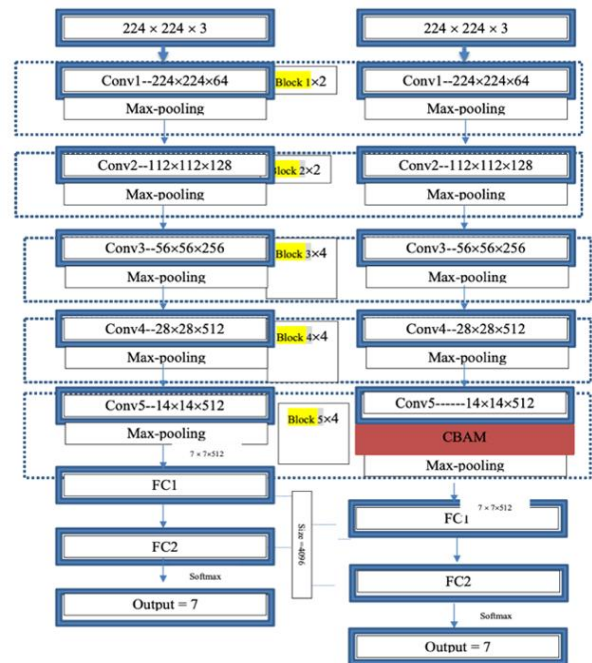 224 × 224 × 3
224 × 224 × 3
Conv1--224×224×64
Block 1×2
Conv1--224×224×64
Max-pooling
Max-pooling
Conv2--112×112×128
lock 2×2
Conv2--112×112×128
Max-pooling
Max-pooling
Conv3--56×56×256
Block 3×4
Conv3--56×56×256
Max-pooling
Max-pooling
Conv4--28×28×512
Block 4×4
Conv4--28×28×512
Max-pooling
Max-pooling
Conv5--14×14×512
Block 5×4
Conv5------14×14×512
Max-pooling
CBAM
7 × 7×512
Max-pooling
FC1
7 × 7×512
FC1
Size =4096
FC2
FC2
Softmax
Output = 7
Softmax
Output = 7